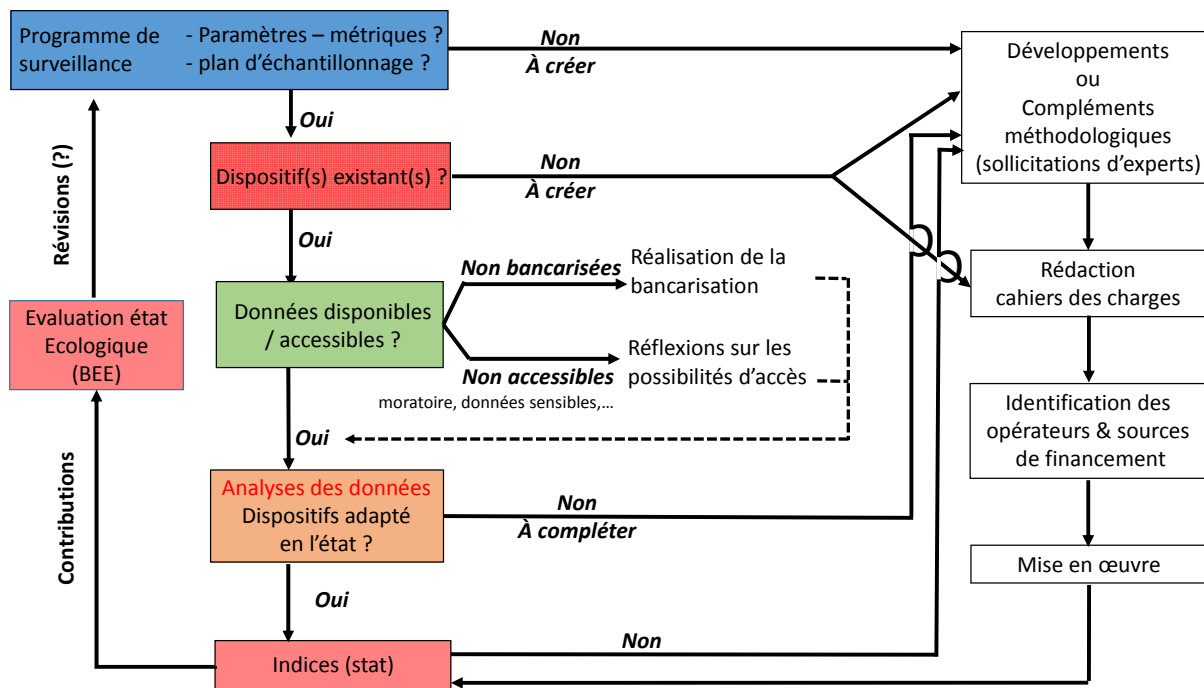 Programme de
surveillance
- Paramètres – métriques ?
- plan d'échantillonnage ?
Non
À créer
Développements
ou
Compléments
méthodologiques
(sollicitations d'experts)
Oui
Dispositif(s) existant(s) ?
Non
À créer
Révisions (?)
Oui
Données disponibles
/ accessibles ?
Non bancarisées
Réalisation de la
bancarisation
Non accessibles
moratoire, données sensibles,…
Réflexions sur les
possibilités d'accès
Rédaction
cahiers des charges
Evaluation état
Ecologique
(BEE)
Identification des
opérateurs & sources
de financement
Oui
Analyses des données
Dispositifs adapté
en l'état ?
Non
À compléter
Contributions
Mise en œuvre
Oui
Indices (stat)
Non